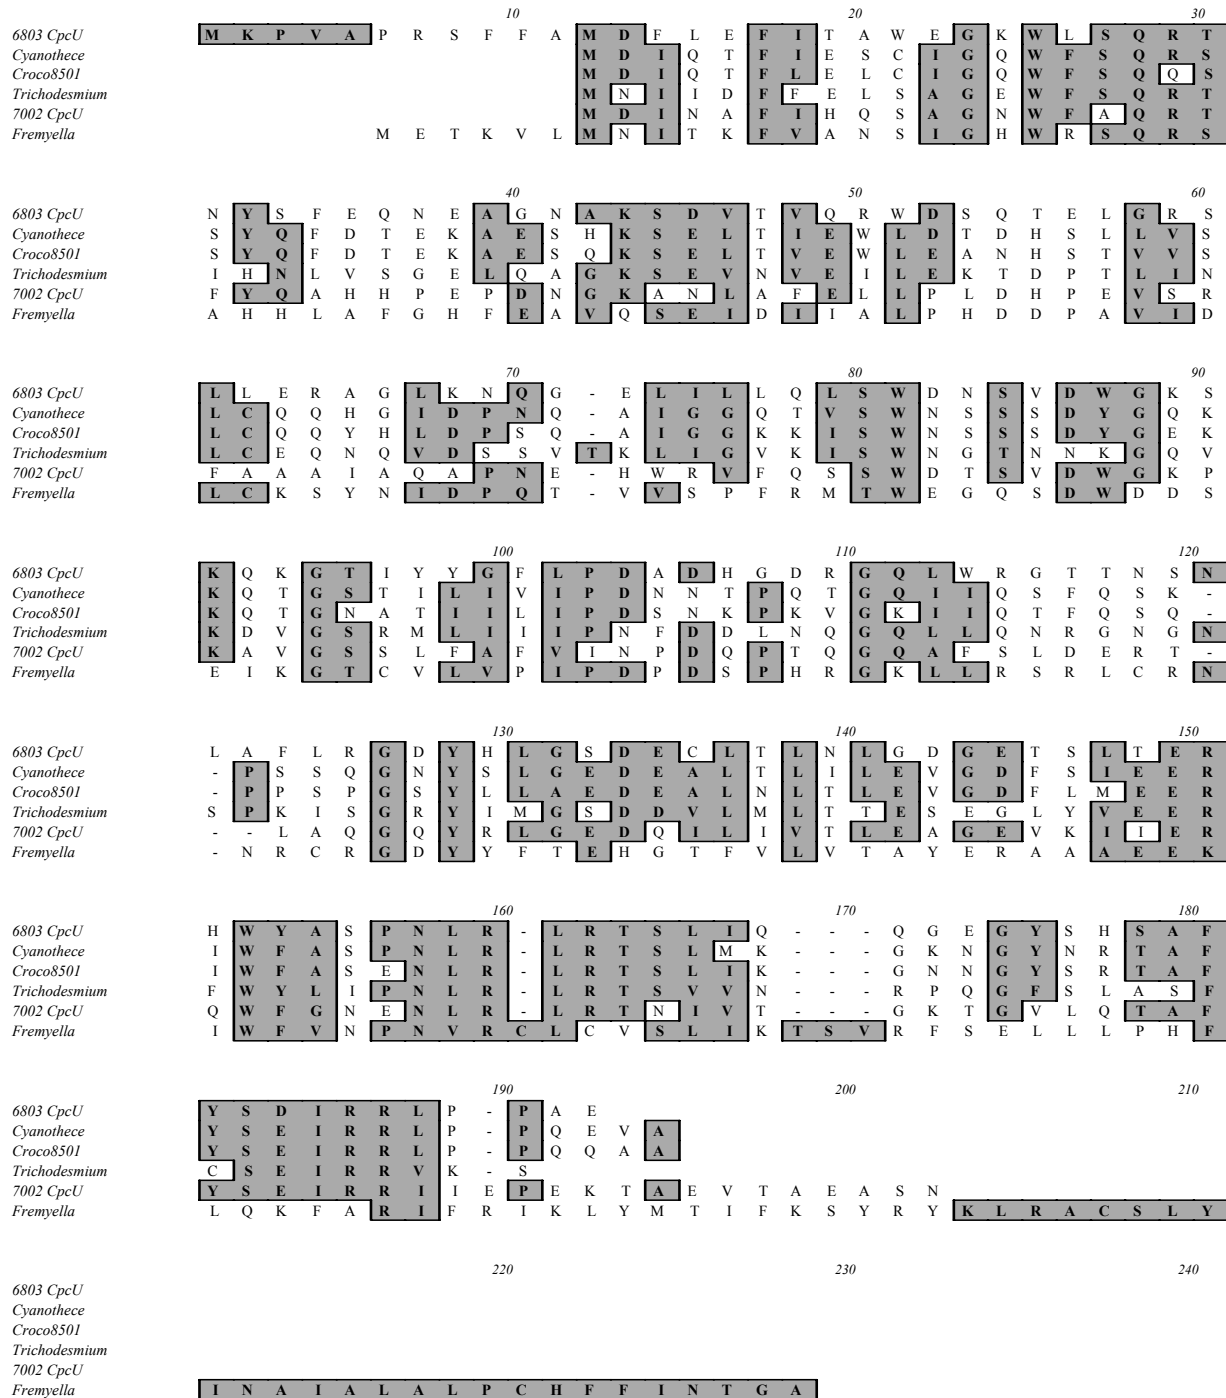 10 20 30
6803 CpcU M K P V A P R S F F A M D F L E F I T A W E G K W L S Q R T
Cyanothece M D I Q T F I E S C I G Q W F S Q R S
Croco8501 M D I Q T F L E L C I G Q W F S Q Q S
Trichodesmium M N I I D F F E L S A G E W F S Q R T
7002 CpcU M D I N A F I H Q S A G N W F A Q R T
Fremyella M E T K V L M N I T K F V A N S I G H W R S Q R S
40 50 60
6803 CpcU N Y S F E Q N E A G N A K S D V T V Q R W D S Q T E L G R S
Cyanothece S Y Q F D T E K A E S H K S E L T I E W L D T D H S L L V S
Croco8501 S Y Q F D T E K A E S Q K S E L T V E W L E A N H S T V V S
Trichodesmium I H N L V S G E L Q A G K S E V N V E I L E K T D P T L I N
7002 CpcU F Y Q A H H P E P D N G K A N L A F E L L P L D H P E V S R
Fremyella A H H L A F G H F E A V Q S E I D I I A L P H D D P A V I D
70 80 90
6803 CpcU L L E R A G L K N Q G - E L I L L Q L S W D N S V D W G K S
Cyanothece L C Q Q H G I D P N Q - A I G G Q T V S W N S S S D Y G Q K
Croco8501 L C Q Q Y H L D P S Q - A I G G K K I S W N S S S D Y G E K
Trichodesmium L C E Q N Q V D S S V T K L I G V K I S W N G T N N K G Q V
7002 CpcU F A A A I A Q A P N E - H W R V F Q S S W D T S V D W G K P
Fremyella L C K S Y N I D P Q T - V V S P F R M T W E G Q S D W D D S
100 110 120
6803 CpcU K Q K G T I Y Y G F L P D A D H G D R G Q L W R G T T N S N
Cyanothece K Q T G S T I L I V I P D N N T P Q T G Q I I Q S F Q S K -
Croco8501 K Q T G N A T I I L I P D S N K P K V G K I I Q T F Q S Q -
Trichodesmium K D V G S R M L I I I P N F D D L N Q G Q L L Q N R G N G N
7002 CpcU K A V G S S L F A F V I N P D Q P T Q G Q A F S L D E R T -
Fremyella E I K G T C V L V P I P D P D S P H R G K L L R S R L C R N
130 140 150
6803 CpcU L A F L R G D Y H L G S D E C L T L N L G D G E T S L T E R
Cyanothece - P S S Q G N Y S L G E D E A L T L I L E V G D F S I E E R
Croco8501 - P P S P G S Y L L A E D E A L N L T L E V G D F L M E E R
Trichodesmium S P K I S G R Y I M G S D D V L M L T T E S E G L Y V E E R
7002 CpcU - - L A Q G Q Y R L G E D Q I L I V T L E A G E V K I I E R
Fremyella - N R C R G D Y Y F T E H G T F V L V T A Y E R A A A E E K
160 170 180
6803 CpcU H W Y A S P N L R - L R T S L I Q - - - Q G E G Y S H S A F
Cyanothece I W F A S P N L R - L R T S L M K - - - G K N G Y N R T A F
Croco8501 I W F A S E N L R - L R T S L I K - - - G N N G Y S R T A F
Trichodesmium F W Y L I P N L R - L R T S V V N - - - R P Q G F S L A S F
7002 CpcU Q W F G N E N L R - L R T N I V T - - - G K T G V L Q T A F
Fremyella I W F V N P N V R C L C V S L I K T S V R F S E L L L P H F
190 200 210
6803 CpcU Y S D I R R L P - P A E
Cyanothece Y S E I R R L P - P Q E V A
Croco8501 Y S E I R R L P - P Q Q A A
Trichodesmium C S E I R R V K - S
7002 CpcU Y S E I R R I I E P E K T A E V T A E A S N
Fremyella L Q K F A R I F R I K L Y M T I F K S Y R Y K L R A C S L Y
220 230 240
6803 CpcU
Cyanothece
Croco8501
Trichodesmium
7002 CpcU
Fremyella I N A I A L A L P C H F F I N T G A